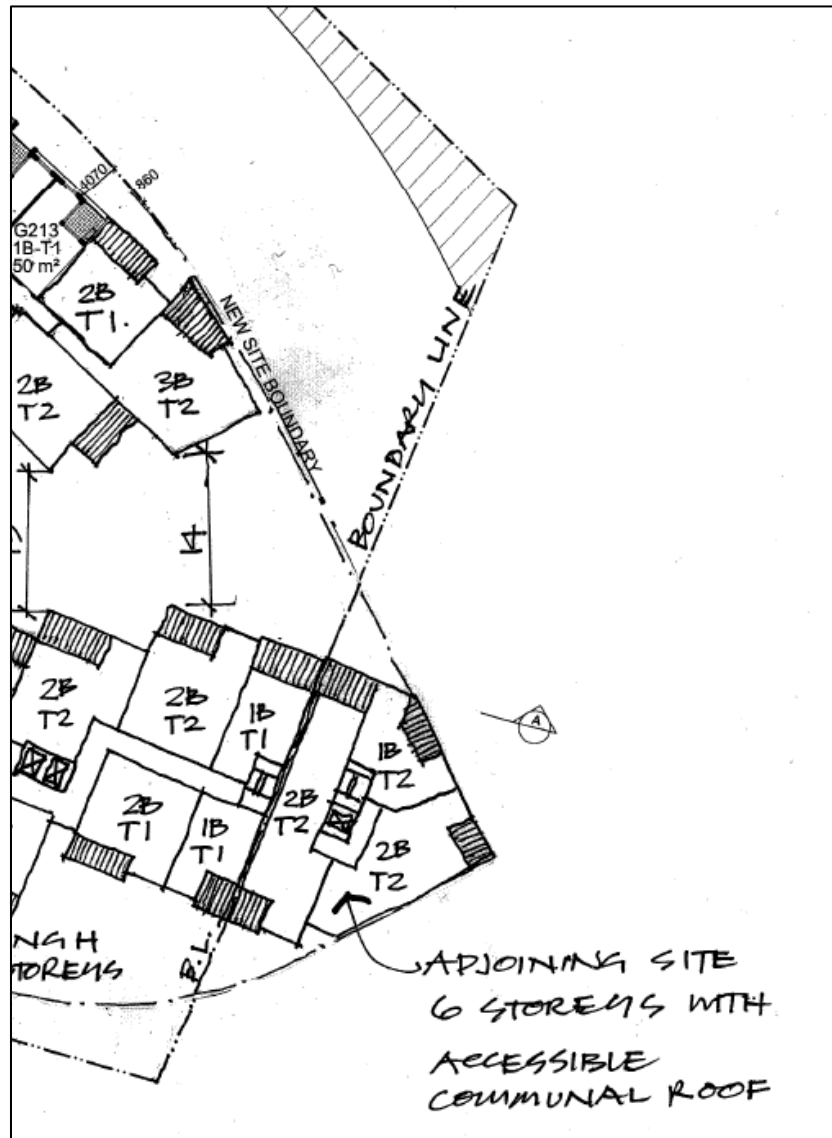 4070
860
G213
1B-T1
50 m²
2B
T1.
NEW SITE BOUNDARY
3B
T2
2B
T2
BOUNDARY LINE
14
2B
T2
2B
T2
1B
T1
A
1B
T2
2B
T2
2B
T1
1B
T1
2B
T2
P.L.
NGH
TOREYS
ADJOINING SITE
6 STOREYS WITH
ACCESSIBLE
COMMUNAL ROOF